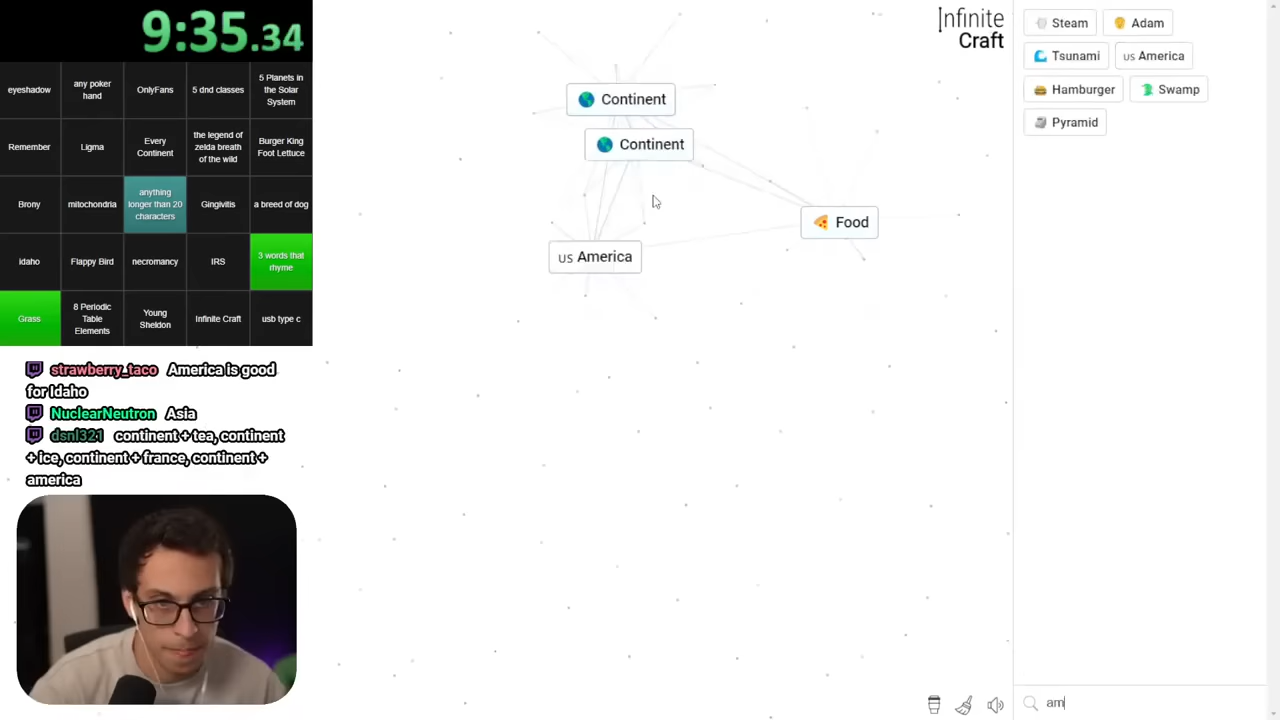 9:35.34
eyeshadow
any poker
hand
OnlyFans
5 dnd classes
5 Planets in
the Solar
System
Remember
Ligma
Every
Continent
the legend of
zelda breath
of the wild
Burger King
Foot Lettuce
Brony
mitochondria
anything
longer than 20
characters
Gingivitis
a breed of dog
idaho
Flappy Bird
necromancy
IRS
3 words that
rhyme
Grass
8 Periodic
Table
Elements
Young
Sheldon
Infinite Craft
usb type c
strawberry_taco America is good
for Idaho
NuclearNeutron Asia
dsnl321 continent + tea, continent
+ ice, continent + france, continent +
america
Continent
Continent
Food
US America
Infinite
Craft
Steam
Adam
Tsunami
US America
Hamburger
Swamp
Pyramid
am